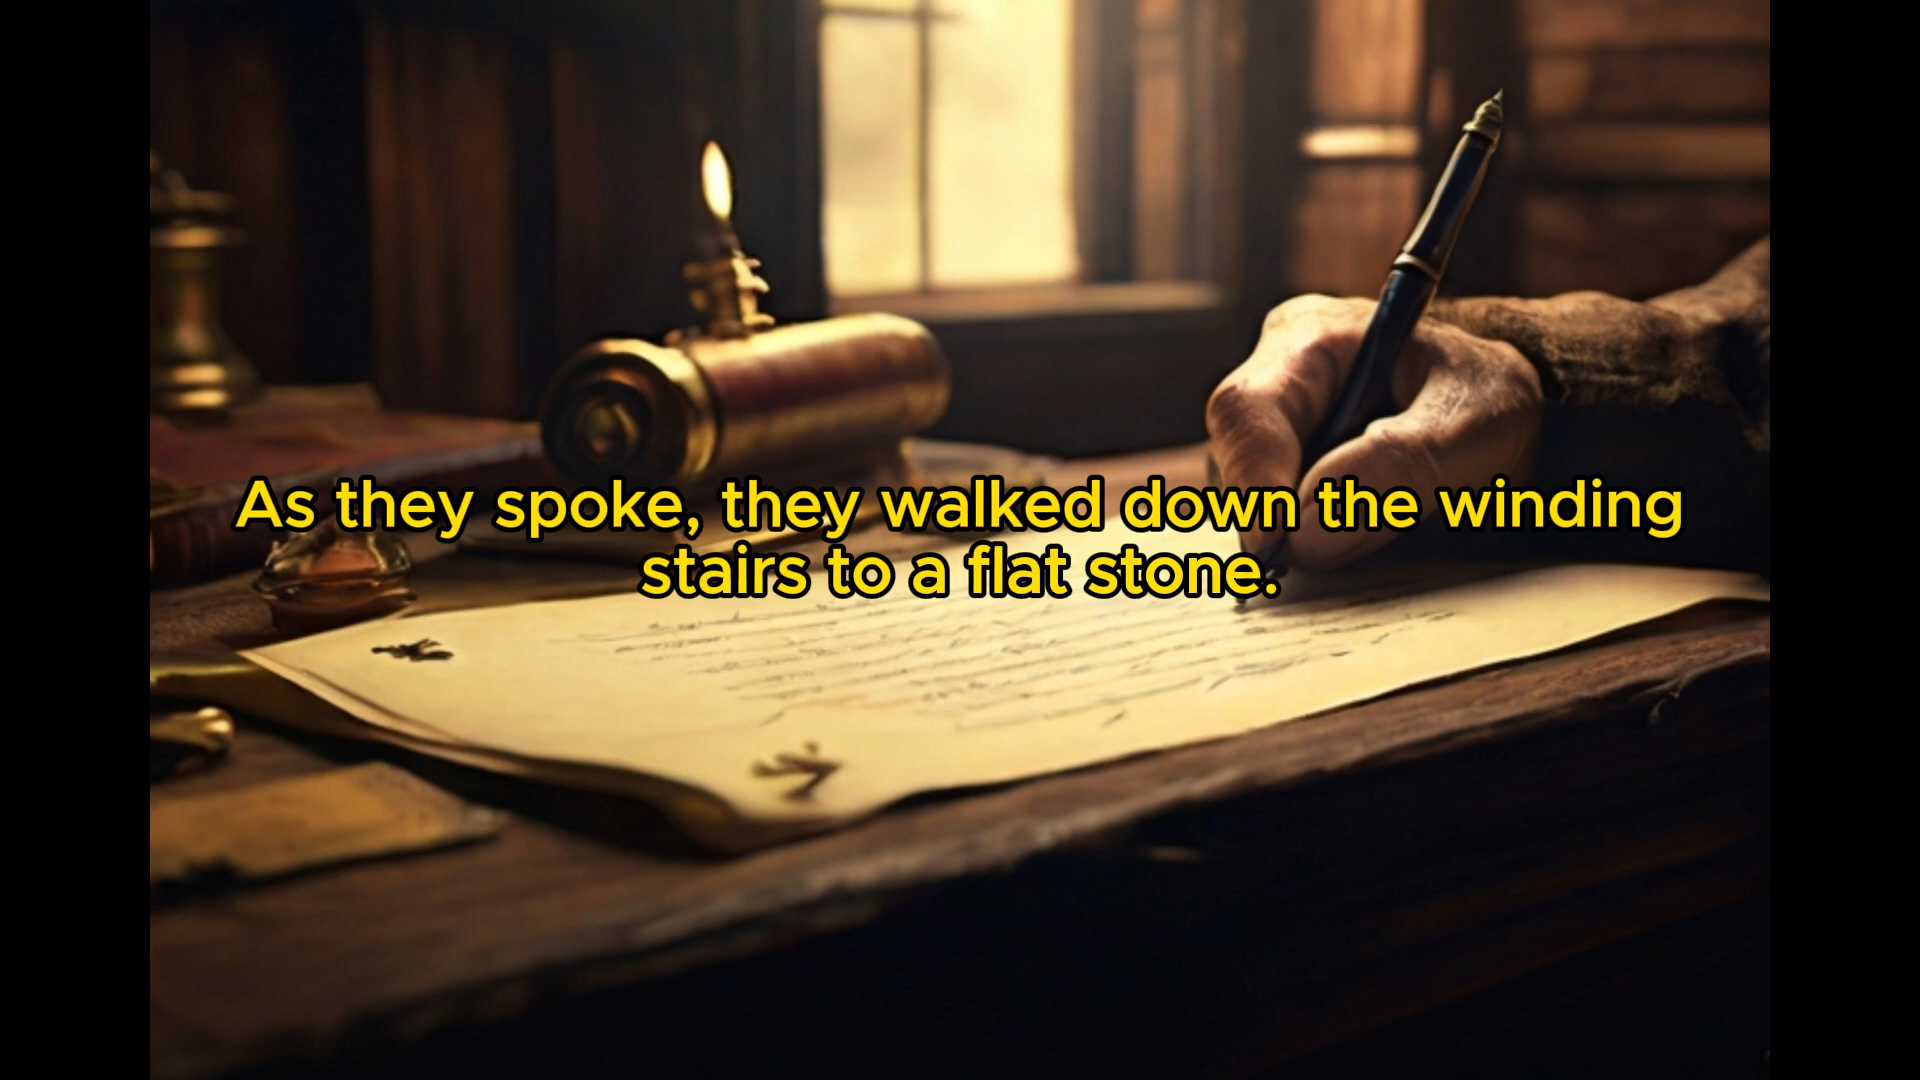 As they spoke, they walked down the winding
stairs to a flat stone.